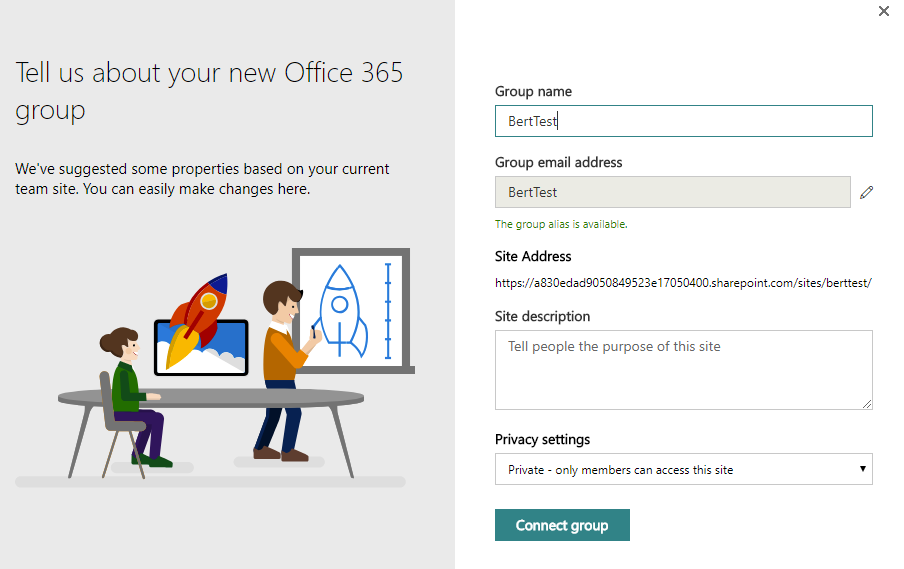 Tell us about your new Office 365
group
We've suggested some properties based on your current
team site. You can easily make changes here.
Group name
BertTest
Group email address
BertTest
The group alias is available.
Site Address
https://a830edad9050849523e17050400.sharepoint.com/sites/berttest/
Site description
Tell people the purpose of this site
Privacy settings
Private - only members can access this site
Connect group